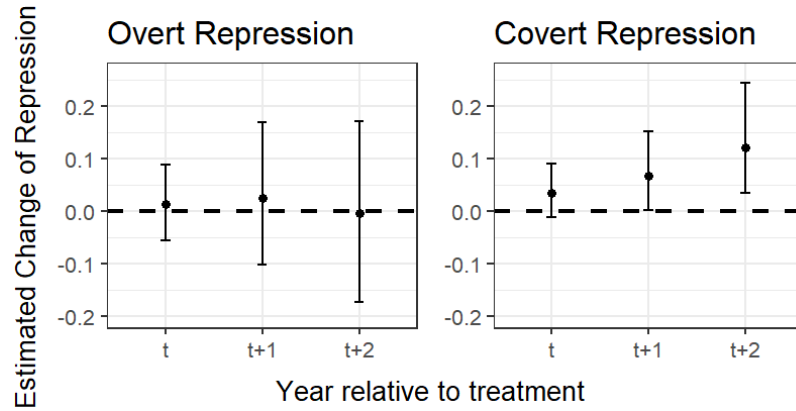 Overt Repression
Covert Repression
Estimated Change of Repression
0.2
0.1
0.0
-0.1
-0.2
t
t+1
t+2
0.2
0.1
0.0
-0.1
-0.2
t
t+1
t+2
Year relative to treatment